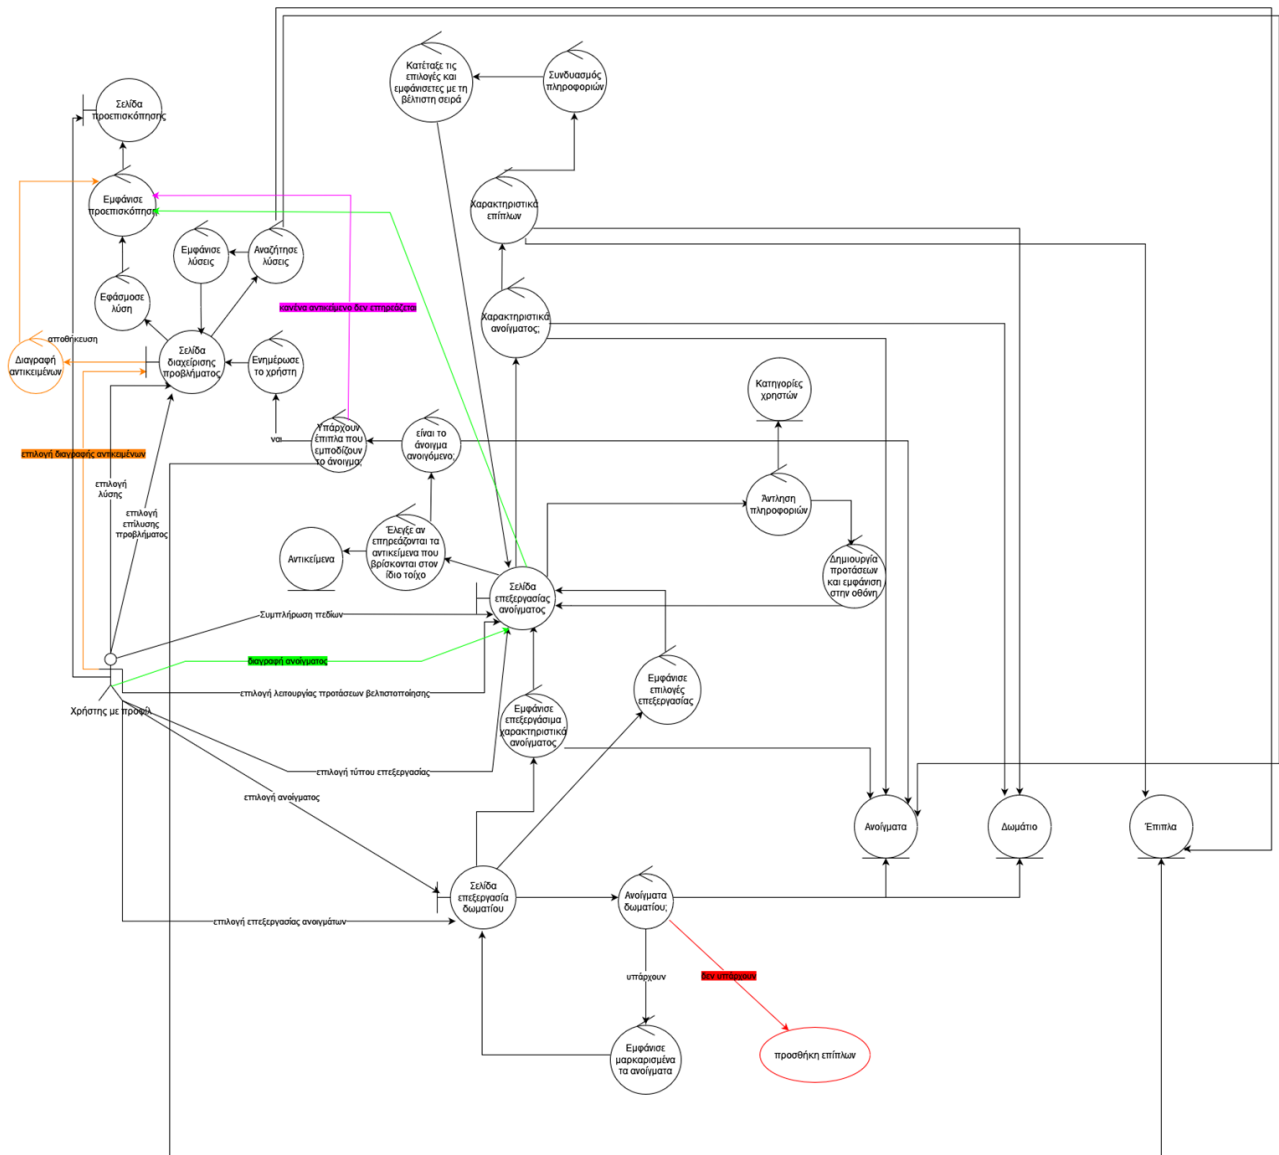 Κατέταξε τις
επιλογές και
εμφάνισετες με τη
βέλτιστη σειρά
Συνδυασμός
πληροφοριών
Σελίδα
προεπισκόπησης
Εμφάνισε
προεπισκόπηση
Χαρακτηριστικά
επίπλων
Εμφάνισε
λύσεις
Αναζήτησε
λύσεις
Εφάσμοσε
λύση
κανένα αντικείμενο δεν επηρεάζεται
Χαρακτηριστικά
ανοίγματος;
αποθήκευση
Διαγραφή
αντικειμένων
Σελίδα
διαχείρισης
προβλήματος
Ενημέρωσε
το χρήστη
Κατηγορίες
χρηστών
ναι
Υπάρχουν
έπιπλα που
εμποδίζουν
το άνοιγμα;
είναι το
άνοιγμα
ανοιγόμενο;
επιλογή διαγραφής αντικειμένων
επιλογή
λύσης
επιλογή
επίλυσης
προβλήματος
Άντληση
πληροφοριών
Αντικείμενα
Έλεγξε αν
επηρεάζονται τα
αντικείμενα που
βρίσκονται στον
ίδιο τοίχο
Δημιουργία
προτάσεων
και εμφάνιση
στην οθόνη
Σελίδα
επεξεργασίας
ανοίγματος
Συμπλήρωση πεδίων
διαγραφή ανοίγματος
επιλογή λειτουργίας προτάσεων βελτιστοποίησης
Χρήστης με προφίλ
Εμφάνισε
επιλογές
επεξεργασίας
Εμφάνισε
επεξεργάσιμα
χαρακτηριστικά
ανοίγματος
επιλογή τύπου επεξεργασίας
επιλογή ανοίγματος
Ανοίγματα
Δωμάτιο
Έπιπλα
Σελίδα
επεξεργασία
δωματίου
Ανοίγματα
δωματίου;
επιλογή επεξεργασίας ανοιγμάτων
υπάρχουν
δεν υπάρχουν
Εμφάνισε
μαρκαρισμένα
τα ανοίγματα
προσθήκη επίπλων